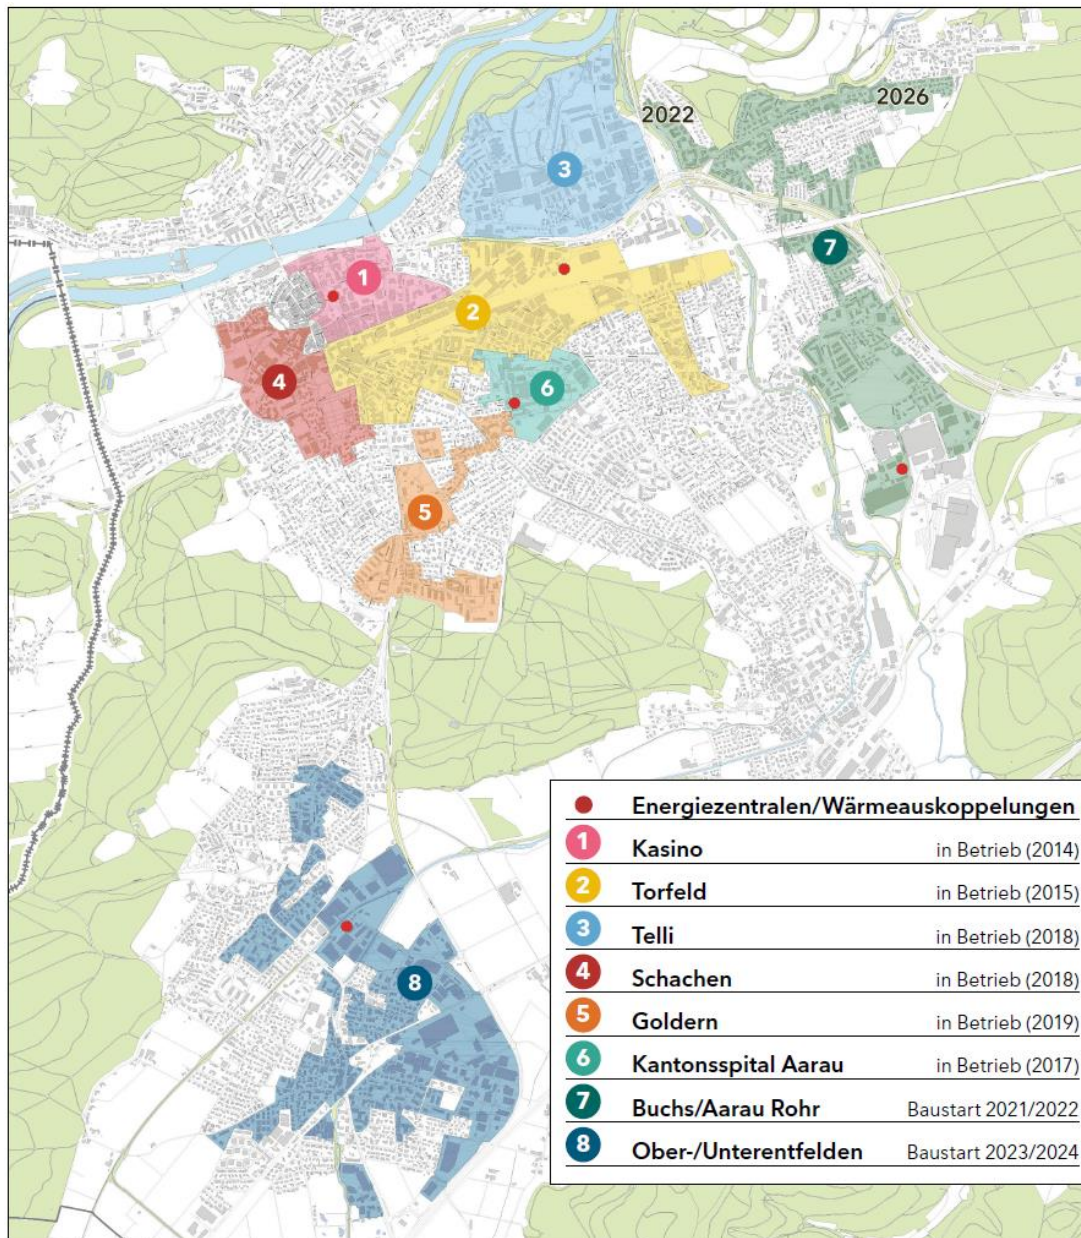 2022
2026
3
7
1
2
4
6
5
8
Energiezentralen/Wärmeauskoppelungen
1 Kasino in Betrieb (2014)
2 Torfeld in Betrieb (2015)
3 Telli in Betrieb (2018)
4 Schachen in Betrieb (2018)
5 Goldern in Betrieb (2019)
6 Kantonsspital Aarau in Betrieb (2017)
7 Buchs/Aarau Rohr Baustart 2021/2022
8 Ober-/Unterentfelden Baustart 2023/2024